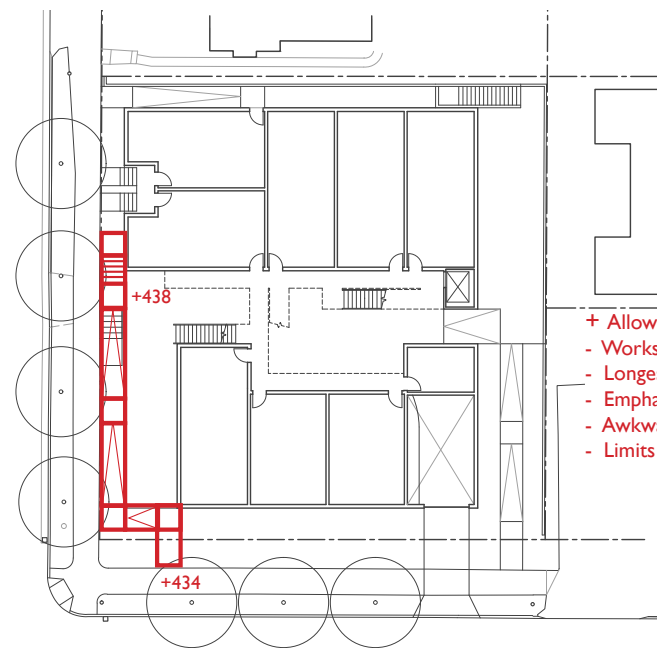 +438
+ Allow
- Works
- Longe
- Empha
- Awkwa
- Limits
+434